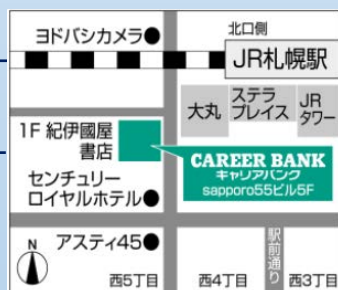 ヨドバシカメラ
北口側
JR札幌駅
大丸
ステラ
プレイス
JR
タワー
1F 紀伊國屋
書店
CAREER BANK
キャリアバンク
sapporo55ビル5F
センチュリー
ロイヤルホテル
N
アスティ45
駅前通り
西5丁目
西4丁目
西3丁目